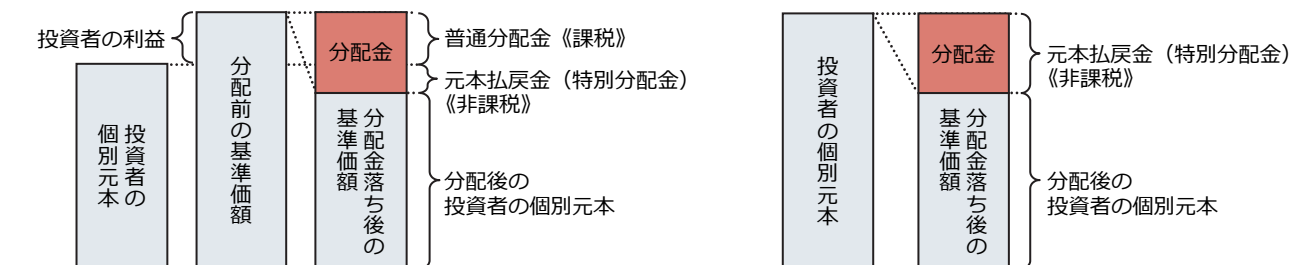 投資者の利益
投資者の
個別元本
分配前の基準価額
分配金
分配金落ち後の
基準価額
普通分配金《課税》
元本払戻金（特別分配金）
《非課税》
分配後の
投資者の個別元本
投資者の個別元本
分配金
分配金落ち後の
基準価額
元本払戻金（特別分配金）
《非課税》
分配後の
投資者の個別元本